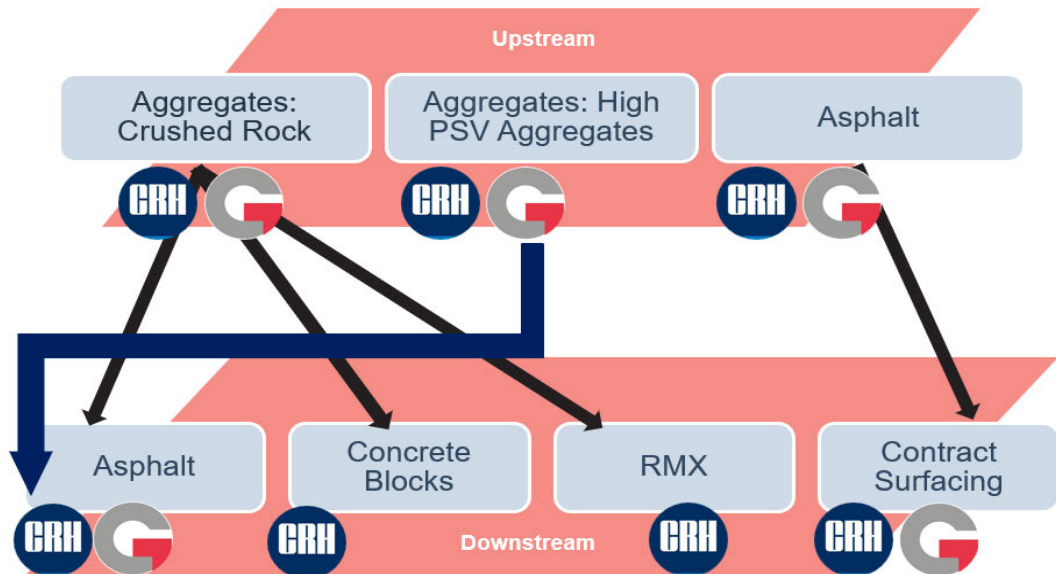 Upstream
Aggregates:
Crushed Rock
Aggregates: High
PSV Aggregates
Asphalt
CRH
CRH
CRH
Asphalt
Concrete
Blocks
RMX
Contract
Surfacing
CRH
CRH
CRH
CRH
Downstream